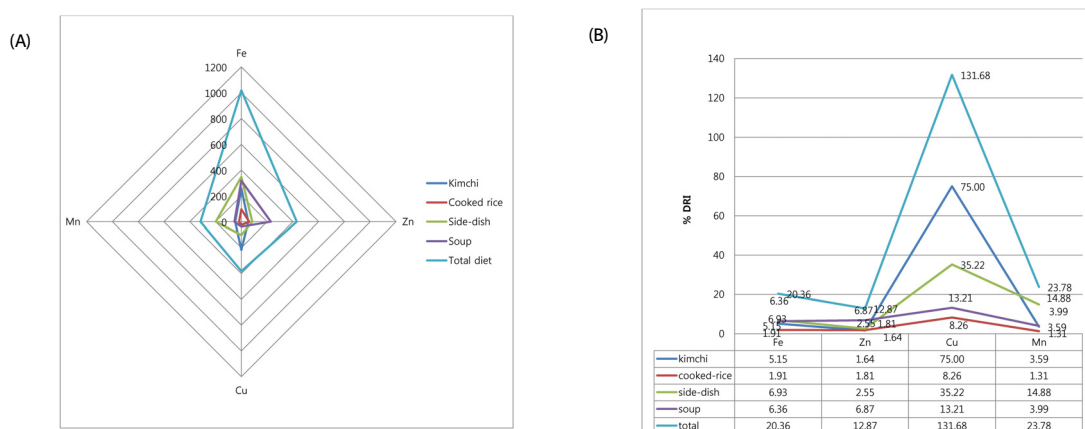 (A)
Fe
1200
1000
800
600
400
200
0
Mn
Zn
Cu
Kimchi
Cooked rice
Side-dish
Soup
Total diet
(B)
% DRI
140
120
100
80
60
40
20
0
131.68
75.00
35.22
13.21
8.26
20.36
6.36
6.93
5.15
1.91
12.87
6.87
2.55
1.81
1.64
23.78
14.88
3.99
3.59
1.31
Fe Zn Cu Mn
kimchi 5.15 1.64 75.00 3.59
cooked-rice 1.91 1.81 8.26 1.31
side-dish 6.93 2.55 35.22 14.88
soup 6.36 6.87 13.21 3.99
total 20.36 12.87 131.68 23.78